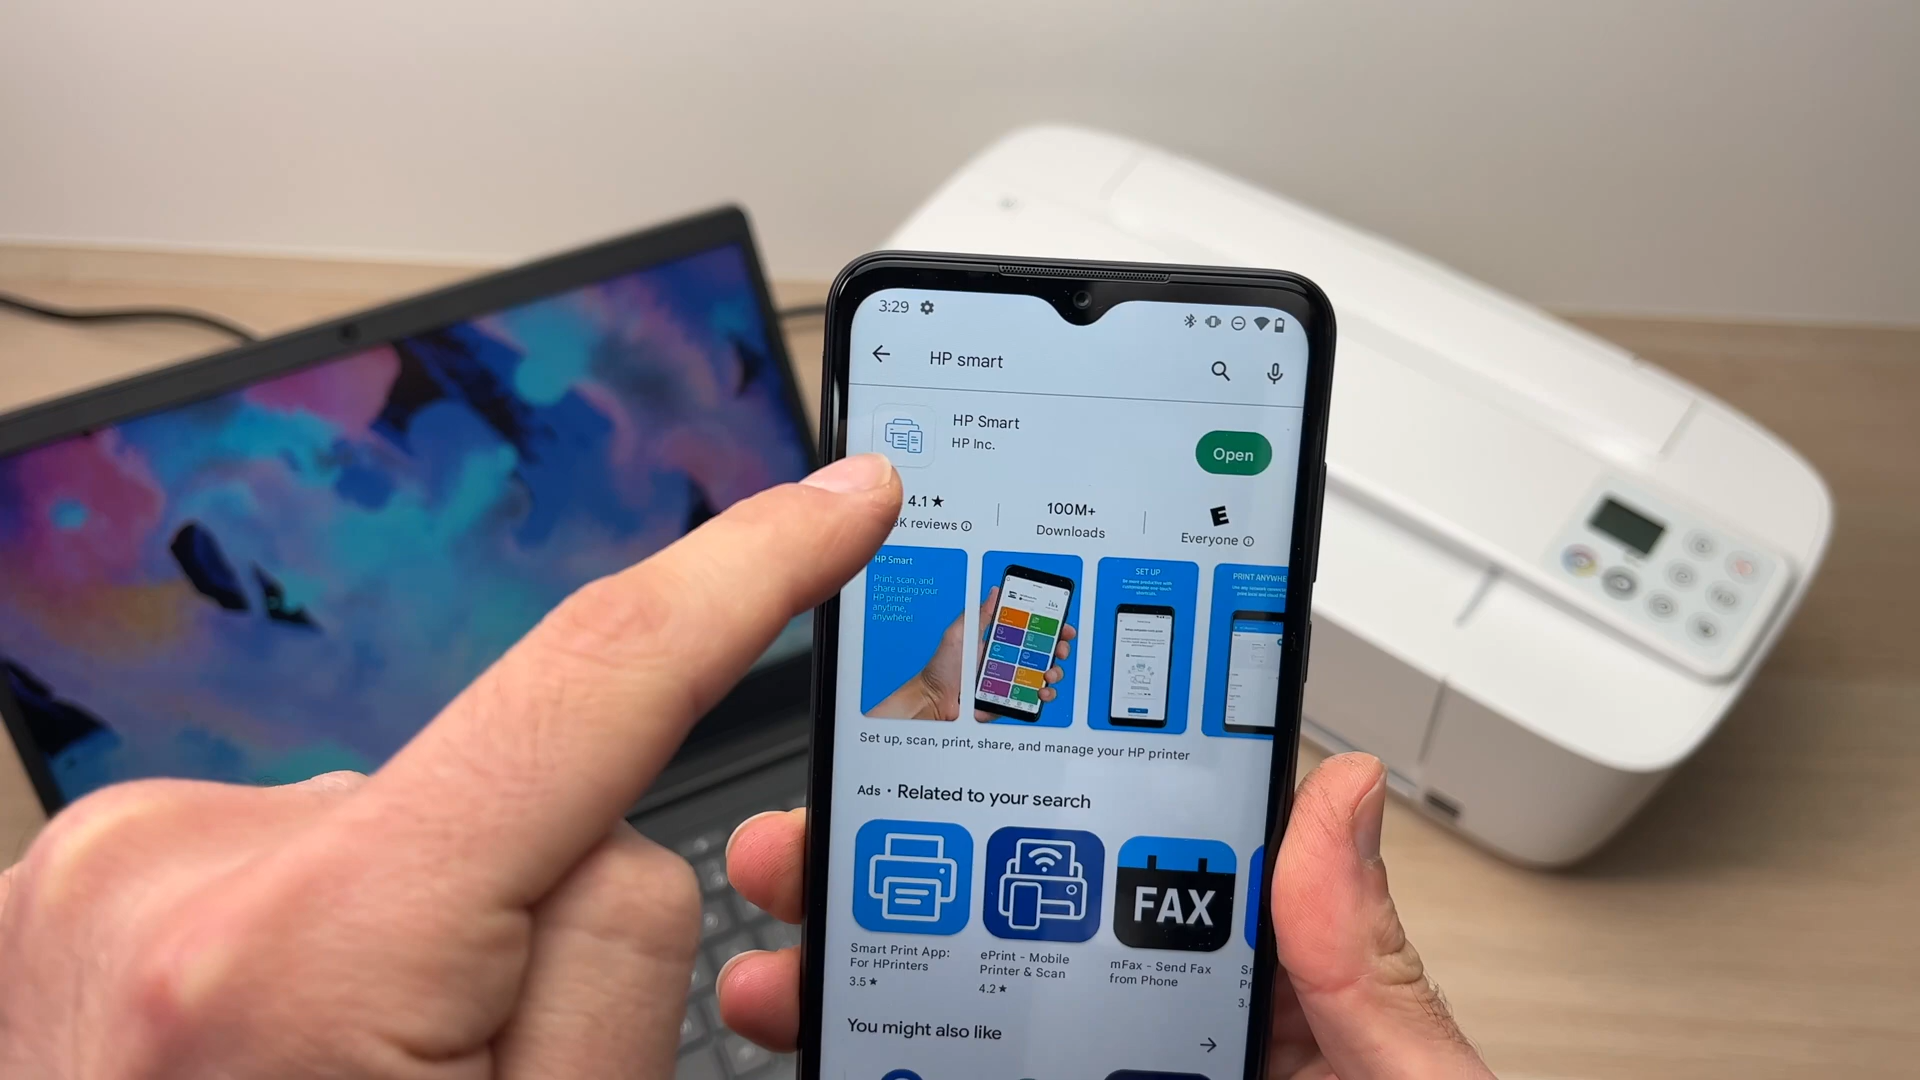 3:29
HP smart
HP Smart
HP Inc.
Open
4.1★
K reviews
100M+
Downloads
E
Everyone
HP Smart
Print, scan, and
share using your
HP printer
anytime,
anywhere!
SET UP
PRINT ANYWHE
Set up, scan, print, share, and manage your HP printer
Ads • Related to your search
FAX
Smart Print App:
For HPrinters
3.5★
ePrint - Mobile
Printer & Scan
4.2★
mFax - Send Fax
from Phone
3.
You might also like